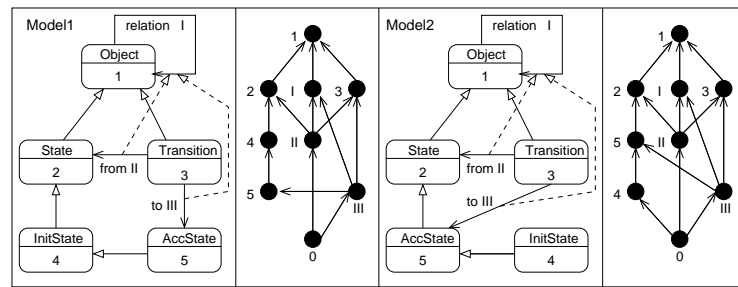 Model1
relation I
Object
1
State
2
Transition
3
from II
to III
InitState
4
AccState
5
1
2
I
3
4
II
5
III
0
Model2
relation I
Object
1
State
2
Transition
3
from II
to III
AccState
5
InitState
4
1
2
I
3
5
II
4
III
0